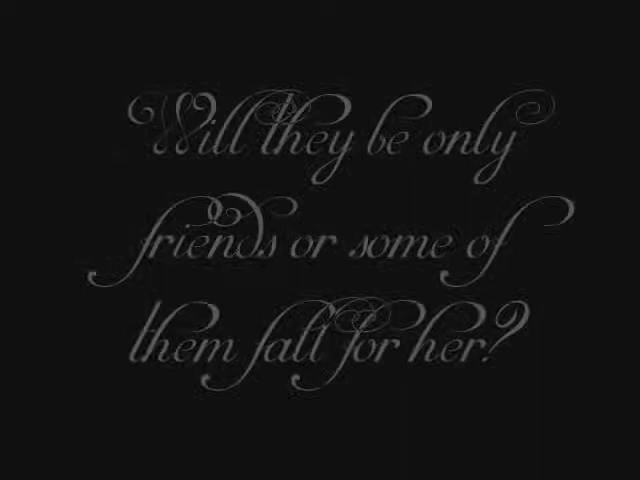 Will they be only
friends or some of
them fall for her?